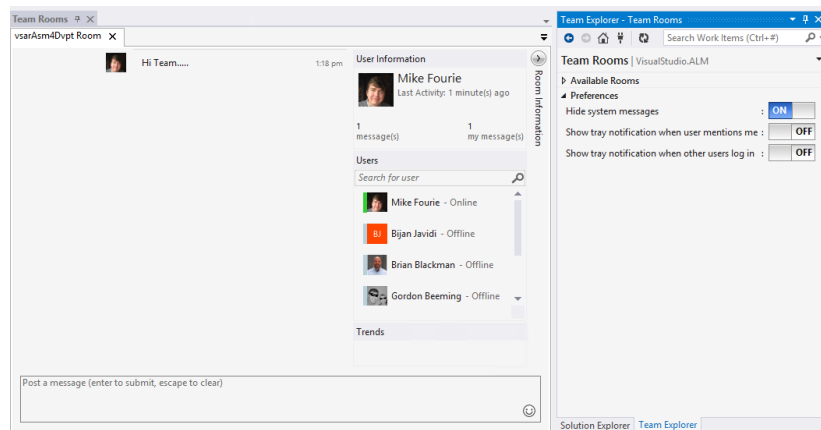 Team Rooms
vsarAsm4Dvpt Room
Hi Team.....
1:18 pm
User Information
Mike Fourie
Last Activity: 1 minute(s) ago
1
message(s)
1
my message(s)
Room Information
Users
Search for user
Mike Fourie - Online
BJ
Bijan Javidi - Offline
Brian Blackman - Offline
Gordon Beeming - Offline
Trends
Post a message (enter to submit, escape to clear)
Team Explorer - Team Rooms
Search Work Items (Ctrl+#)
Team Rooms | VisualStudio.ALM
Available Rooms
Preferences
Hide system messages : ON
Show tray notification when user mentions me : OFF
Show tray notification when other users log in : OFF
Solution Explorer Team Explorer